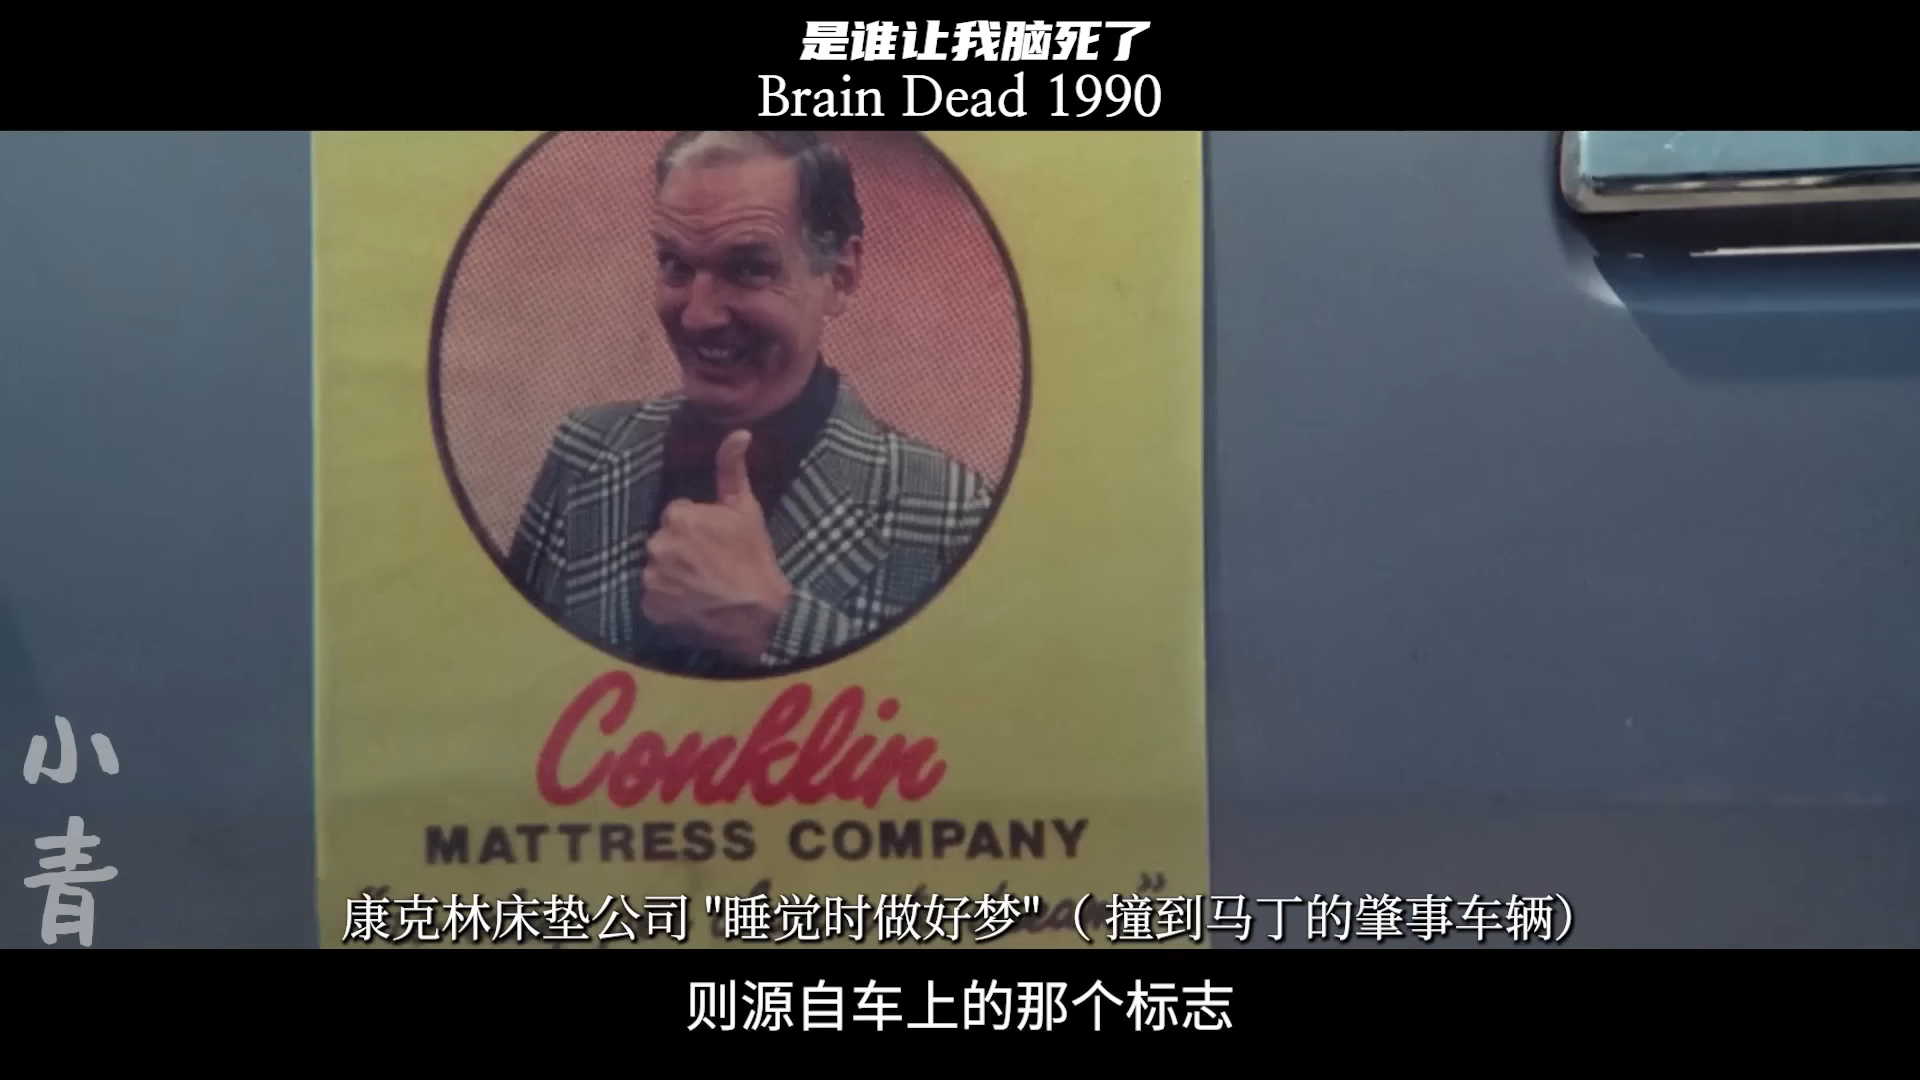 是谁让我脑死了
Brain Dead 1990
Conklin
MATTRESS COMPANY
康克林床垫公司 "睡觉时做好梦"（ 撞到马丁的肇事车辆）
小青
则源自车上的那个标志